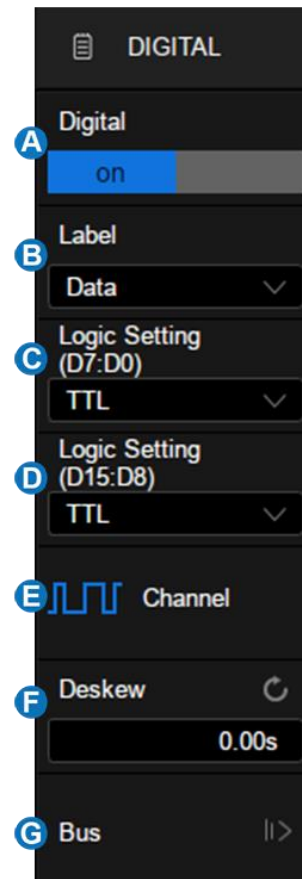 DIGITAL
A
Digital
on
B
Label
Data
C
Logic Setting
(D7:D0)
TTL
D
Logic Setting
(D15:D8)
TTL
E
Channel
F
Deskew
0.00s
G
Bus